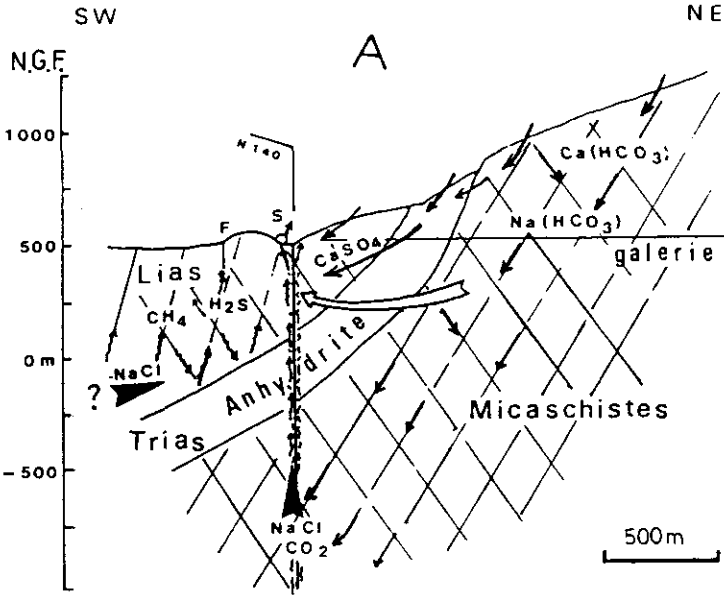 SW
NE
A
N.G.F.
1000
500
0 m
-500
N 140
S
F
X
Ca(HCO3)
Na(HCO3)
galerie
CaSO4
Lias
CH4
H2S
NaCl
?
Anhydrite
Trias
Micaschistes
NaCl
CO2
500m